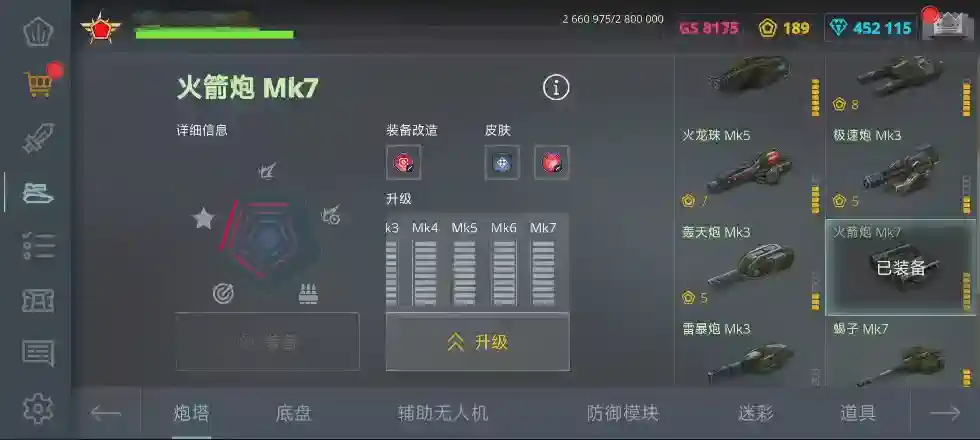 2 660 975/2 800 000
GS 8175
189
452 115
火箭炮 Mk7
详细信息
装备改造
皮肤
升级
Mk4
Mk5
Mk6
Mk7
装备
升级
8
火龙珠 Mk5
极速炮 Mk3
7
5
轰天炮 Mk3
火箭炮 Mk7
已装备
5
雷暴炮 Mk3
蝎子 Mk7
炮塔
底盘
辅助无人机
防御模块
迷彩
道具